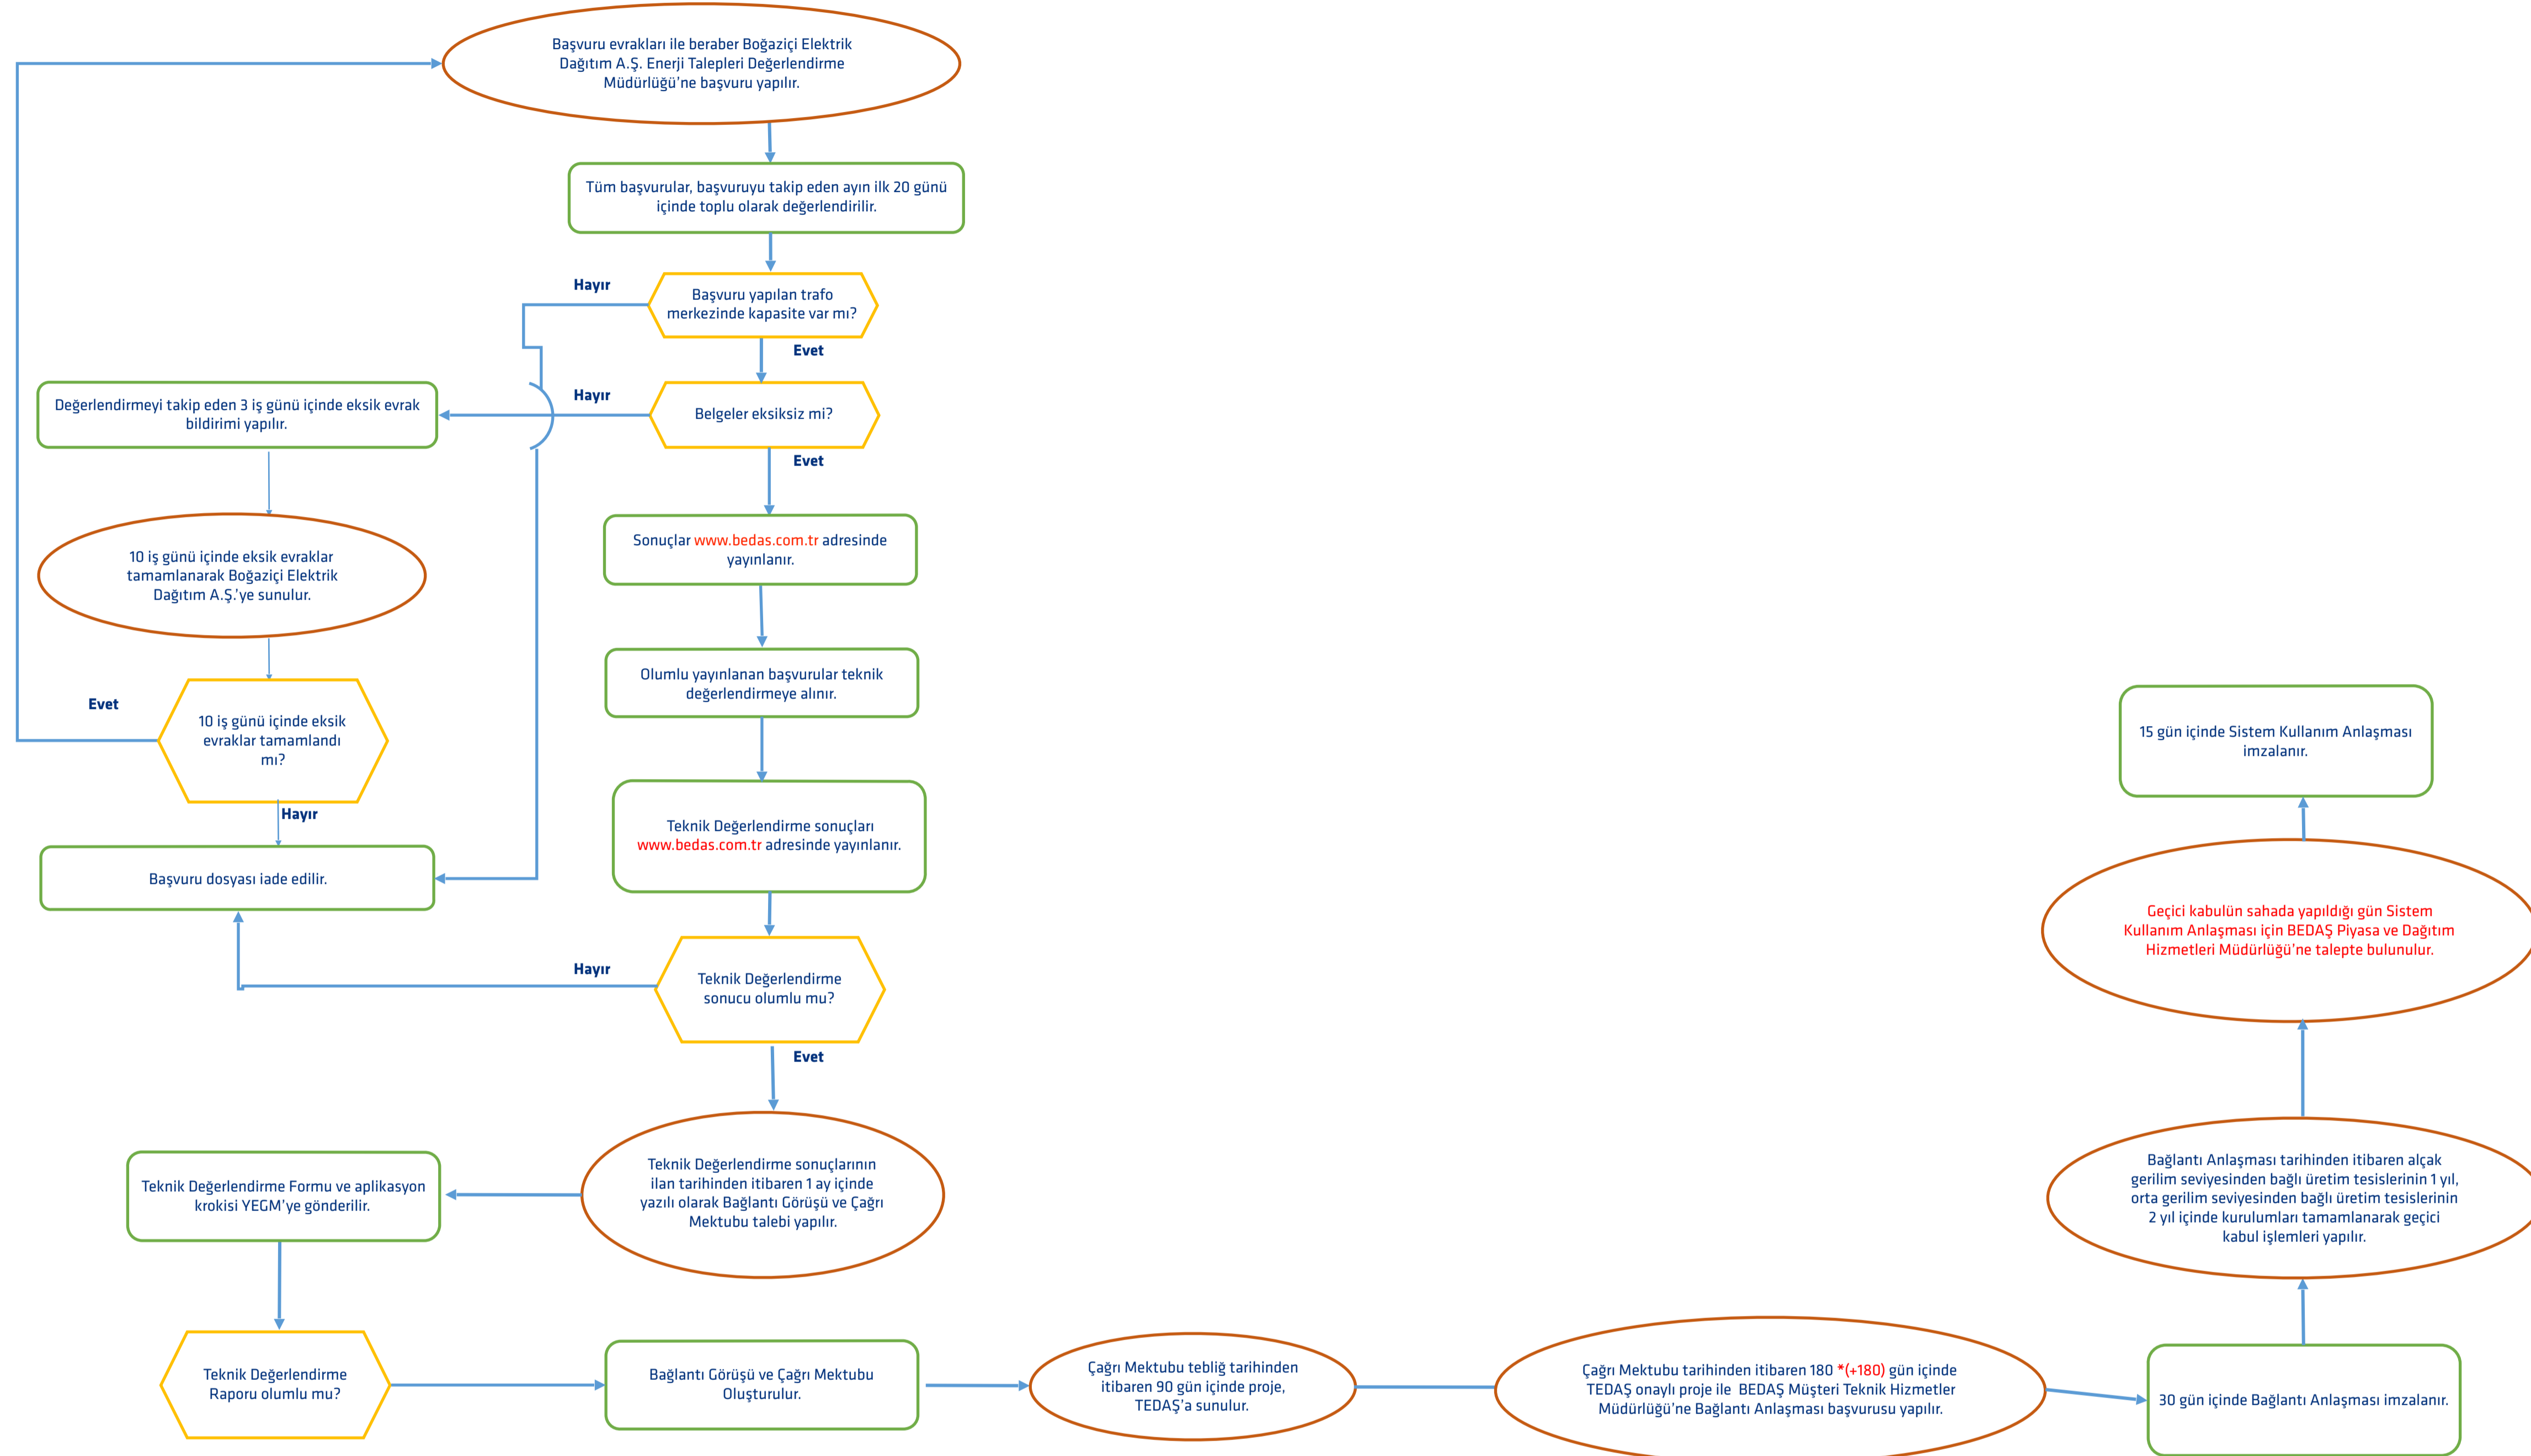 Başvuru evrakları ile beraber Boğaziçi Elektrik
Dağıtım A.Ş. Enerji Talepleri Değerlendirme
Müdürlüğü'ne başvuru yapılır.
Tüm başvurular, başvuruyu takip eden ayın ilk 20 günü
içinde toplu olarak değerlendirilir.
Hayır
Başvuru yapılan trafo
merkezinde kapasite var mı?
Evet
Değerlendirmeyi takip eden 3 iş günü içinde eksik evrak
bildirimi yapılır.
Hayır
Belgeler eksiksiz mi?
Evet
10 iş günü içinde eksik evraklar
tamamlanarak Boğaziçi Elektrik
Dağıtım A.Ş.'ye sunulur.
Sonuçlar www.bedas.com.tr adresinde
yayınlanır.
Olumlu yayınlanan başvurular teknik
değerlendirmeye alınır.
Evet
10 iş günü içinde eksik
evraklar tamamlandı
mı?
Hayır
Teknik Değerlendirme sonuçları
www.bedas.com.tr adresinde yayınlanır.
Başvuru dosyası iade edilir.
Hayır
Teknik Değerlendirme
sonucu olumlu mu?
Evet
Teknik Değerlendirme sonuçlarının
ilan tarihinden itibaren 1 ay içinde
yazılı olarak Bağlantı Görüşü ve Çağrı
Mektubu talebi yapılır.
Teknik Değerlendirme Formu ve aplikasyon
krokisi YEGM'ye gönderilir.
Teknik Değerlendirme
Raporu olumlu mu?
Bağlantı Görüşü ve Çağrı Mektubu
Oluşturulur.
Çağrı Mektubu tebliğ tarihinden
itibaren 90 gün içinde proje,
TEDAŞ'a sunulur.
Çağrı Mektubu tarihinden itibaren 180 *(+180) gün içinde
TEDAŞ onaylı proje ile BEDAŞ Müşteri Teknik Hizmetler
Müdürlüğü'ne Bağlantı Anlaşması başvurusu yapılır.
30 gün içinde Bağlantı Anlaşması imzalanır.
Bağlantı Anlaşması tarihinden itibaren alçak
gerilim seviyesinden bağlı üretim tesislerinin 1 yıl,
orta gerilim seviyesinden bağlı üretim tesislerinin
2 yıl içinde kurulumları tamamlanarak geçici
kabul işlemleri yapılır.
Geçici kabulün sahada yapıldığı gün Sistem
Kullanım Anlaşması için BEDAŞ Piyasa ve Dağıtım
Hizmetleri Müdürlüğü'ne talepte bulunulur.
15 gün içinde Sistem Kullanım Anlaşması
imzalanır.